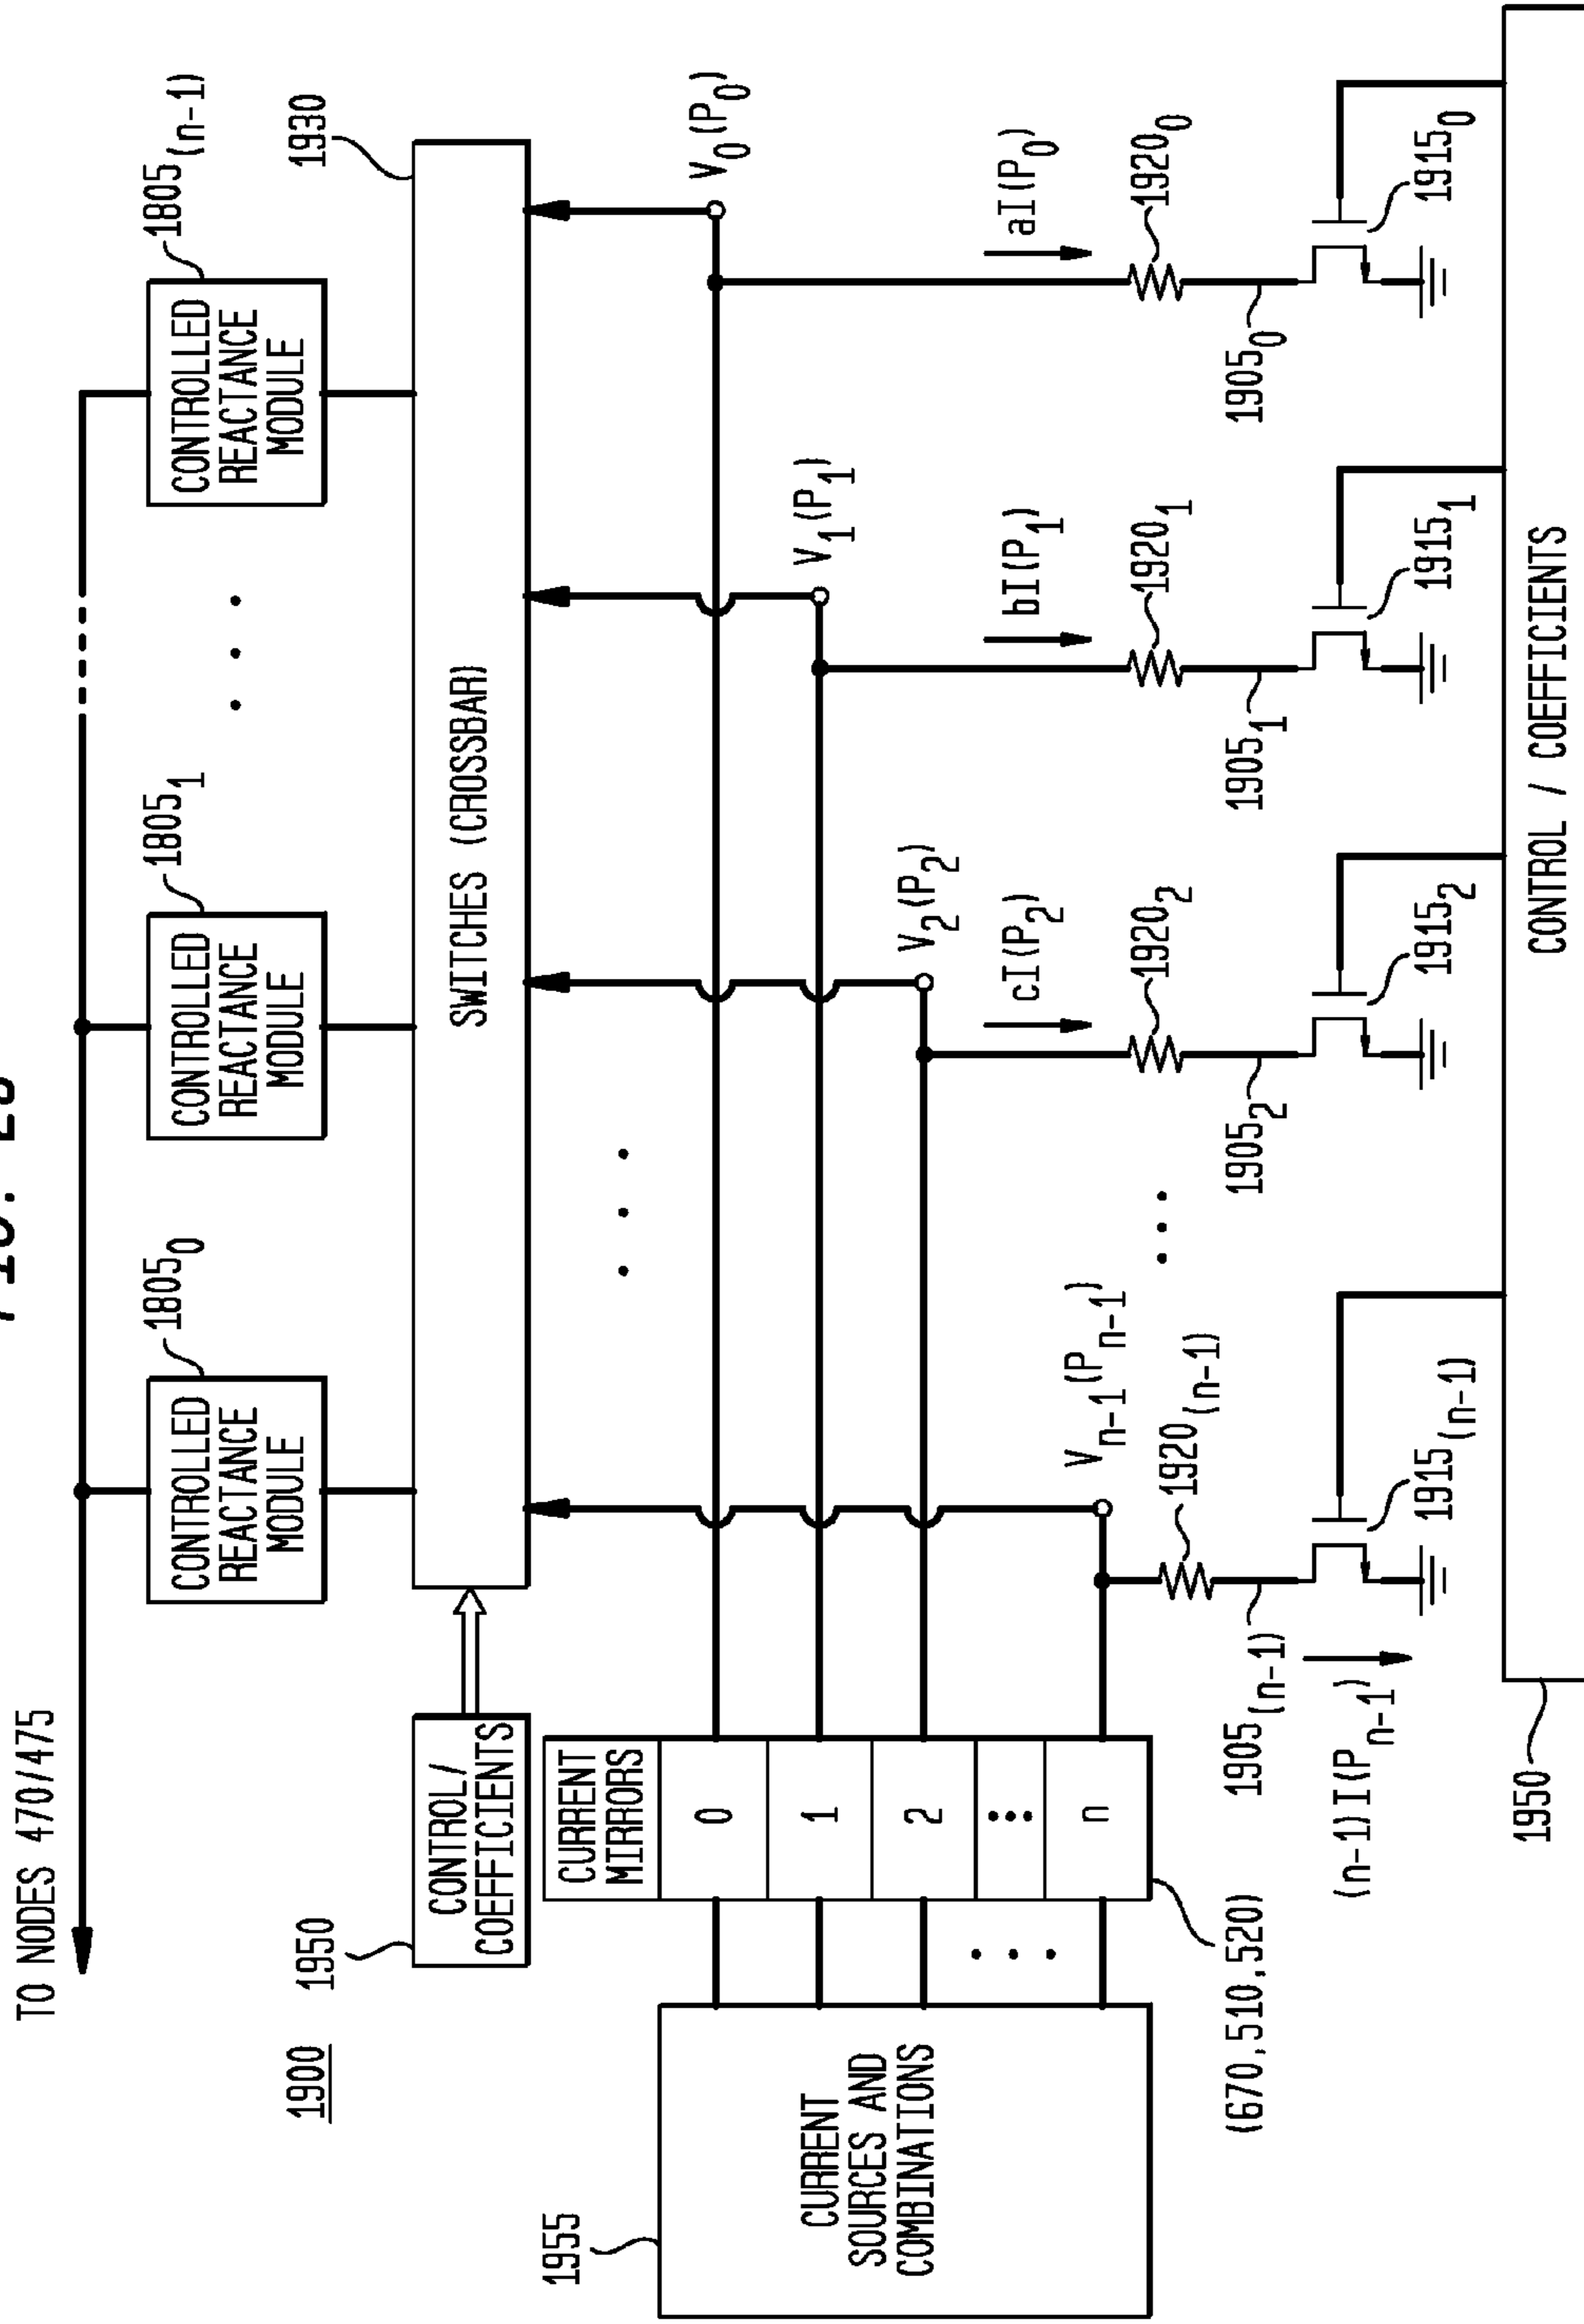 TO NODES 470/475
1900
1950
1805₀
1805₁
1805(n-1)
CONTROLLED
REACTANCE
MODULE
CONTROLLED
REACTANCE
MODULE
CONTROLLED
REACTANCE
MODULE
. . .
1930
CONTROL/
COEFFICIENTS
SWITCHES (CROSSBAR)
1955
CURRENT
SOURCES AND
COMBINATIONS
CURRENT
MIRRORS
0
1
2
n
(670,510,520)
V₀(P₀)
V₁(P₁)
V₂(P₂)
Vn-1(Pn-1)
aI(P₀)
bI(P₁)
cI(P₂)
(n-1)I(Pn-1)
1920(n-1)
1920₂
1920₁
1920₀
1905(n-1)
1905₂
1905₁
1905₀
1915(n-1)
1915₂
1915₁
1915₀
1950
CONTROL / COEFFICIENTS